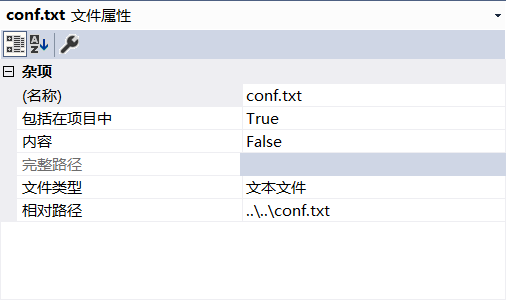 conf.txt 文件属性
杂项
(名称) conf.txt
包括在项目中 True
内容 False
完整路径
文件类型 文本文件
相对路径 ..\..\conf.txt